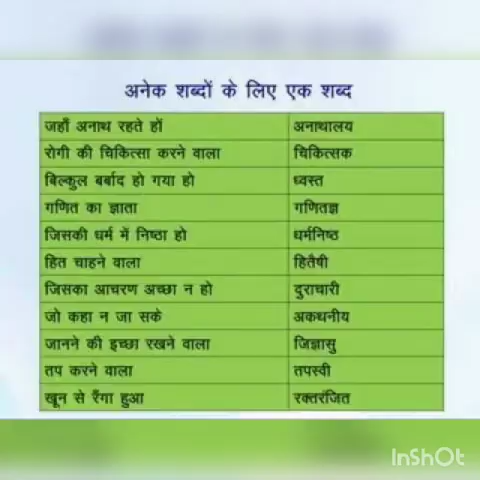 अनेक शब्दों के लिए एक शब्द
जहाँ अनाथ रहते हों अनाथालय
रोगी की चिकित्सा करने वाला चिकित्सक
बिल्कुल बर्बाद हो गया हो ध्वस्त
गणित का ज्ञाता गणितज्ञ
जिसकी धर्म में निष्ठा हो धर्मनिष्ठ
हित चाहने वाला हितैषी
जिसका आचरण अच्छा न हो दुराचारी
जो कहा न जा सके अकथनीय
जानने की इच्छा रखने वाला जिज्ञासु
तप करने वाला तपस्वी
खून से रँगा हुआ रक्तरंजित
InShOt